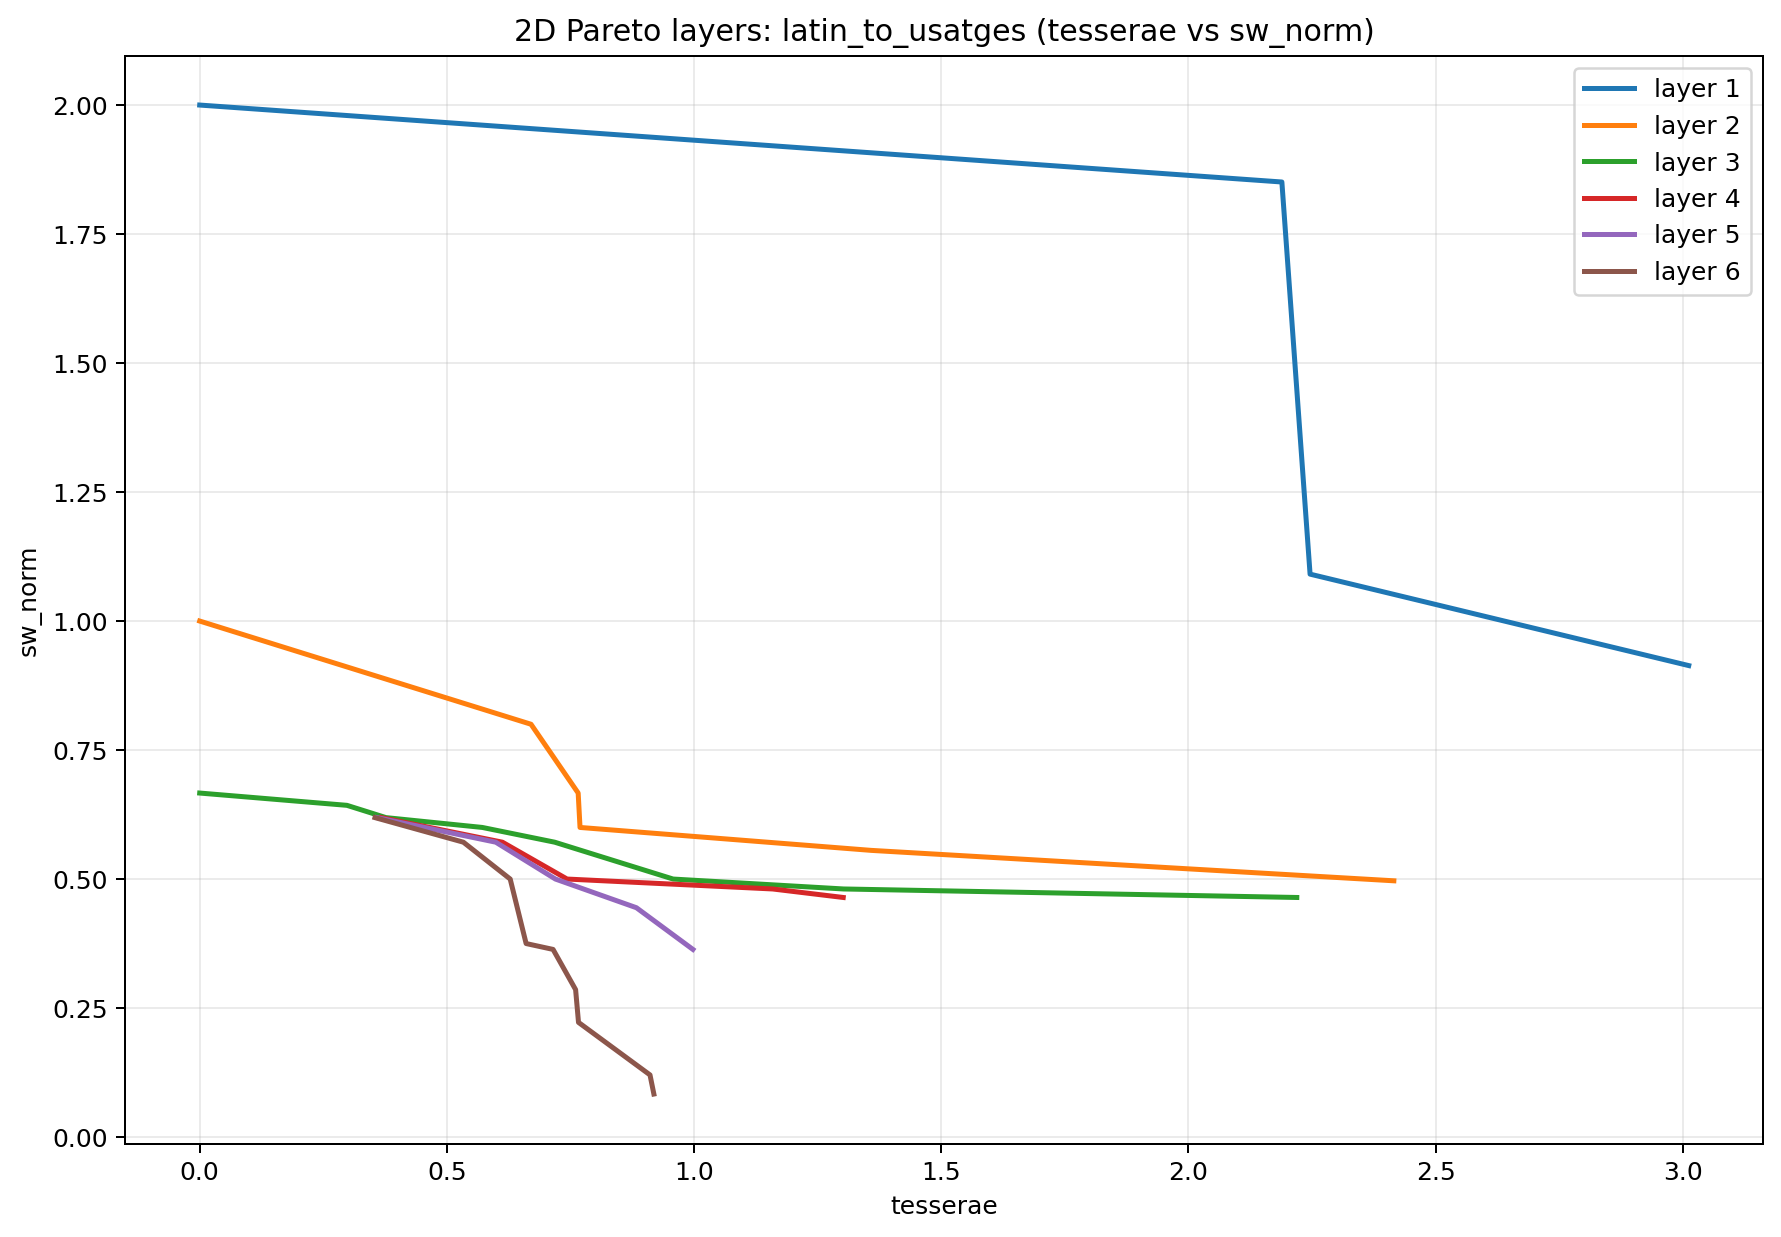 2D Pareto layers: latin_to_usatges (tesserae vs sw_norm)
layer 1
layer 2
layer 3
layer 4
layer 5
layer 6
2.00
1.75
1.50
1.25
1.00
0.75
0.50
0.25
0.00
sw_norm
0.0 0.5 1.0 1.5 2.0 2.5 3.0
tesserae